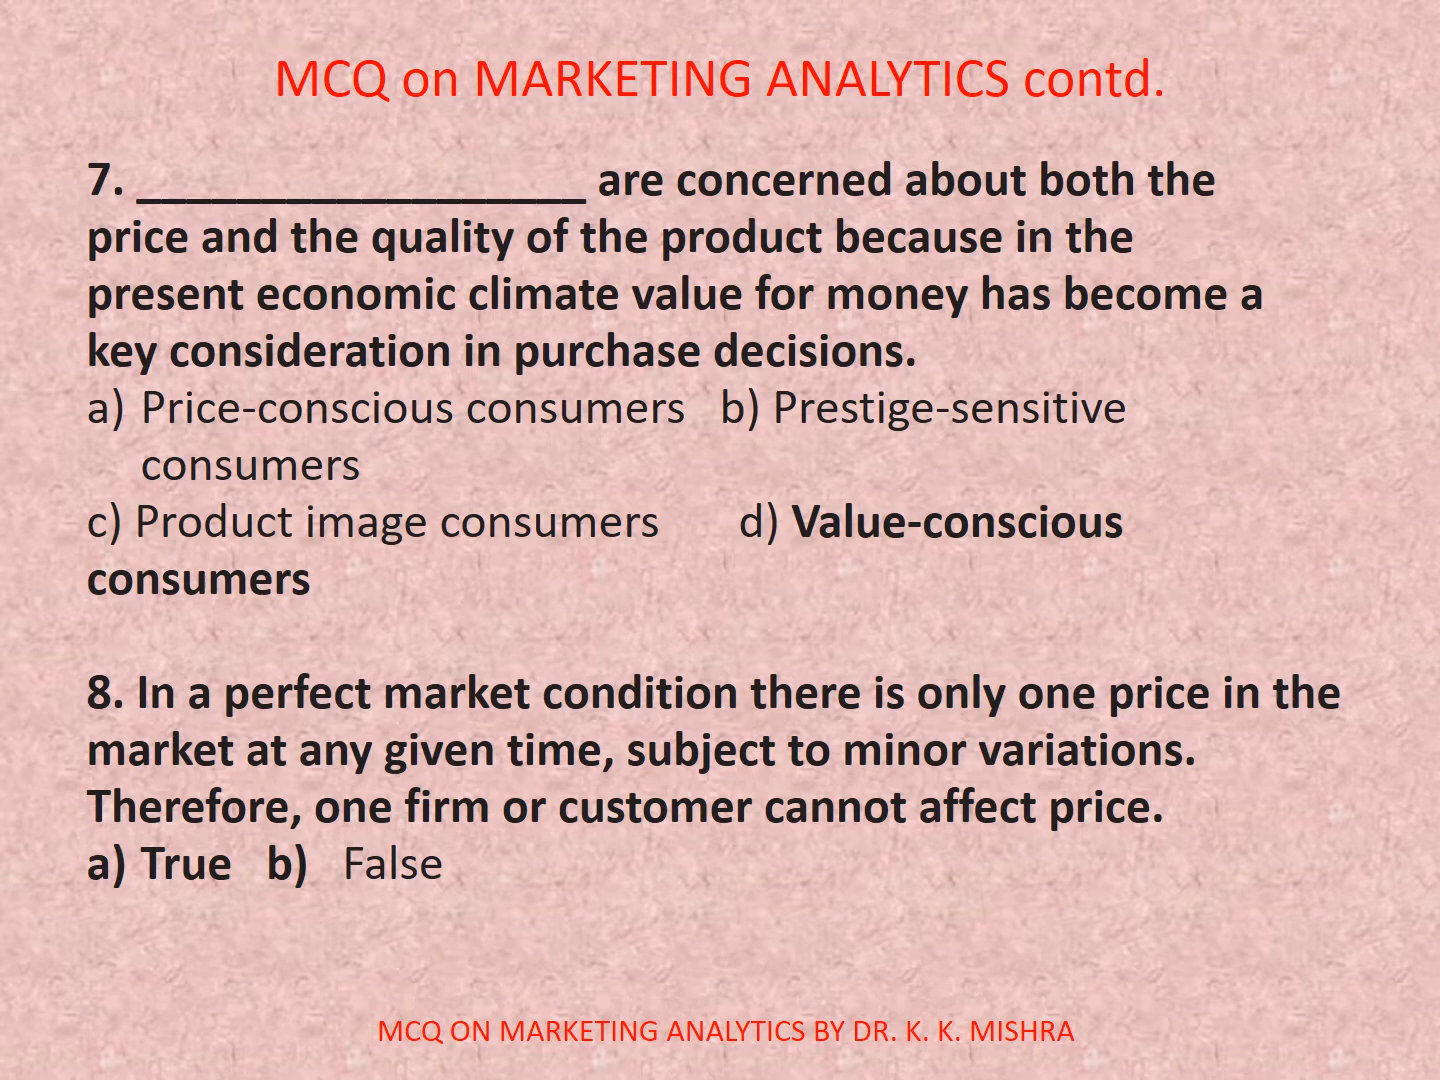 MCQ on MARKETING ANALYTICS contd.
7. __________________ are concerned about both the
price and the quality of the product because in the
present economic climate value for money has become a
key consideration in purchase decisions.
a) Price-conscious consumers b) Prestige-sensitive
consumers
c) Product image consumers d) Value-conscious
consumers
8. In a perfect market condition there is only one price in the
market at any given time, subject to minor variations.
Therefore, one firm or customer cannot affect price.
a) True b) False
MCQ ON MARKETING ANALYTICS BY DR. K. K. MISHRA